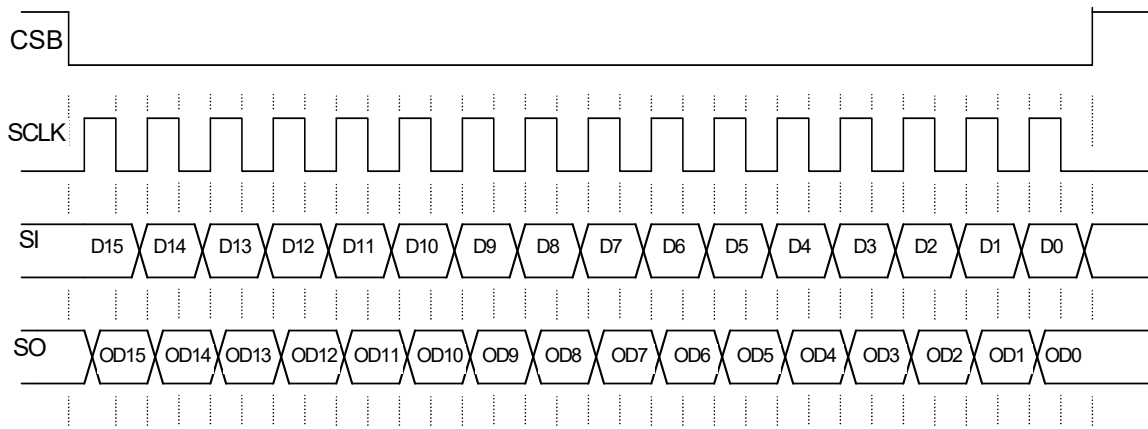 CSB
SCLK
SI D15 D14 D13 D12 D11 D10 D9 D8 D7 D6 D5 D4 D3 D2 D1 D0
SO OD15 OD14 OD13 OD12 OD11 OD10 OD9 OD8 OD7 OD6 OD5 OD4 OD3 OD2 OD1 OD0